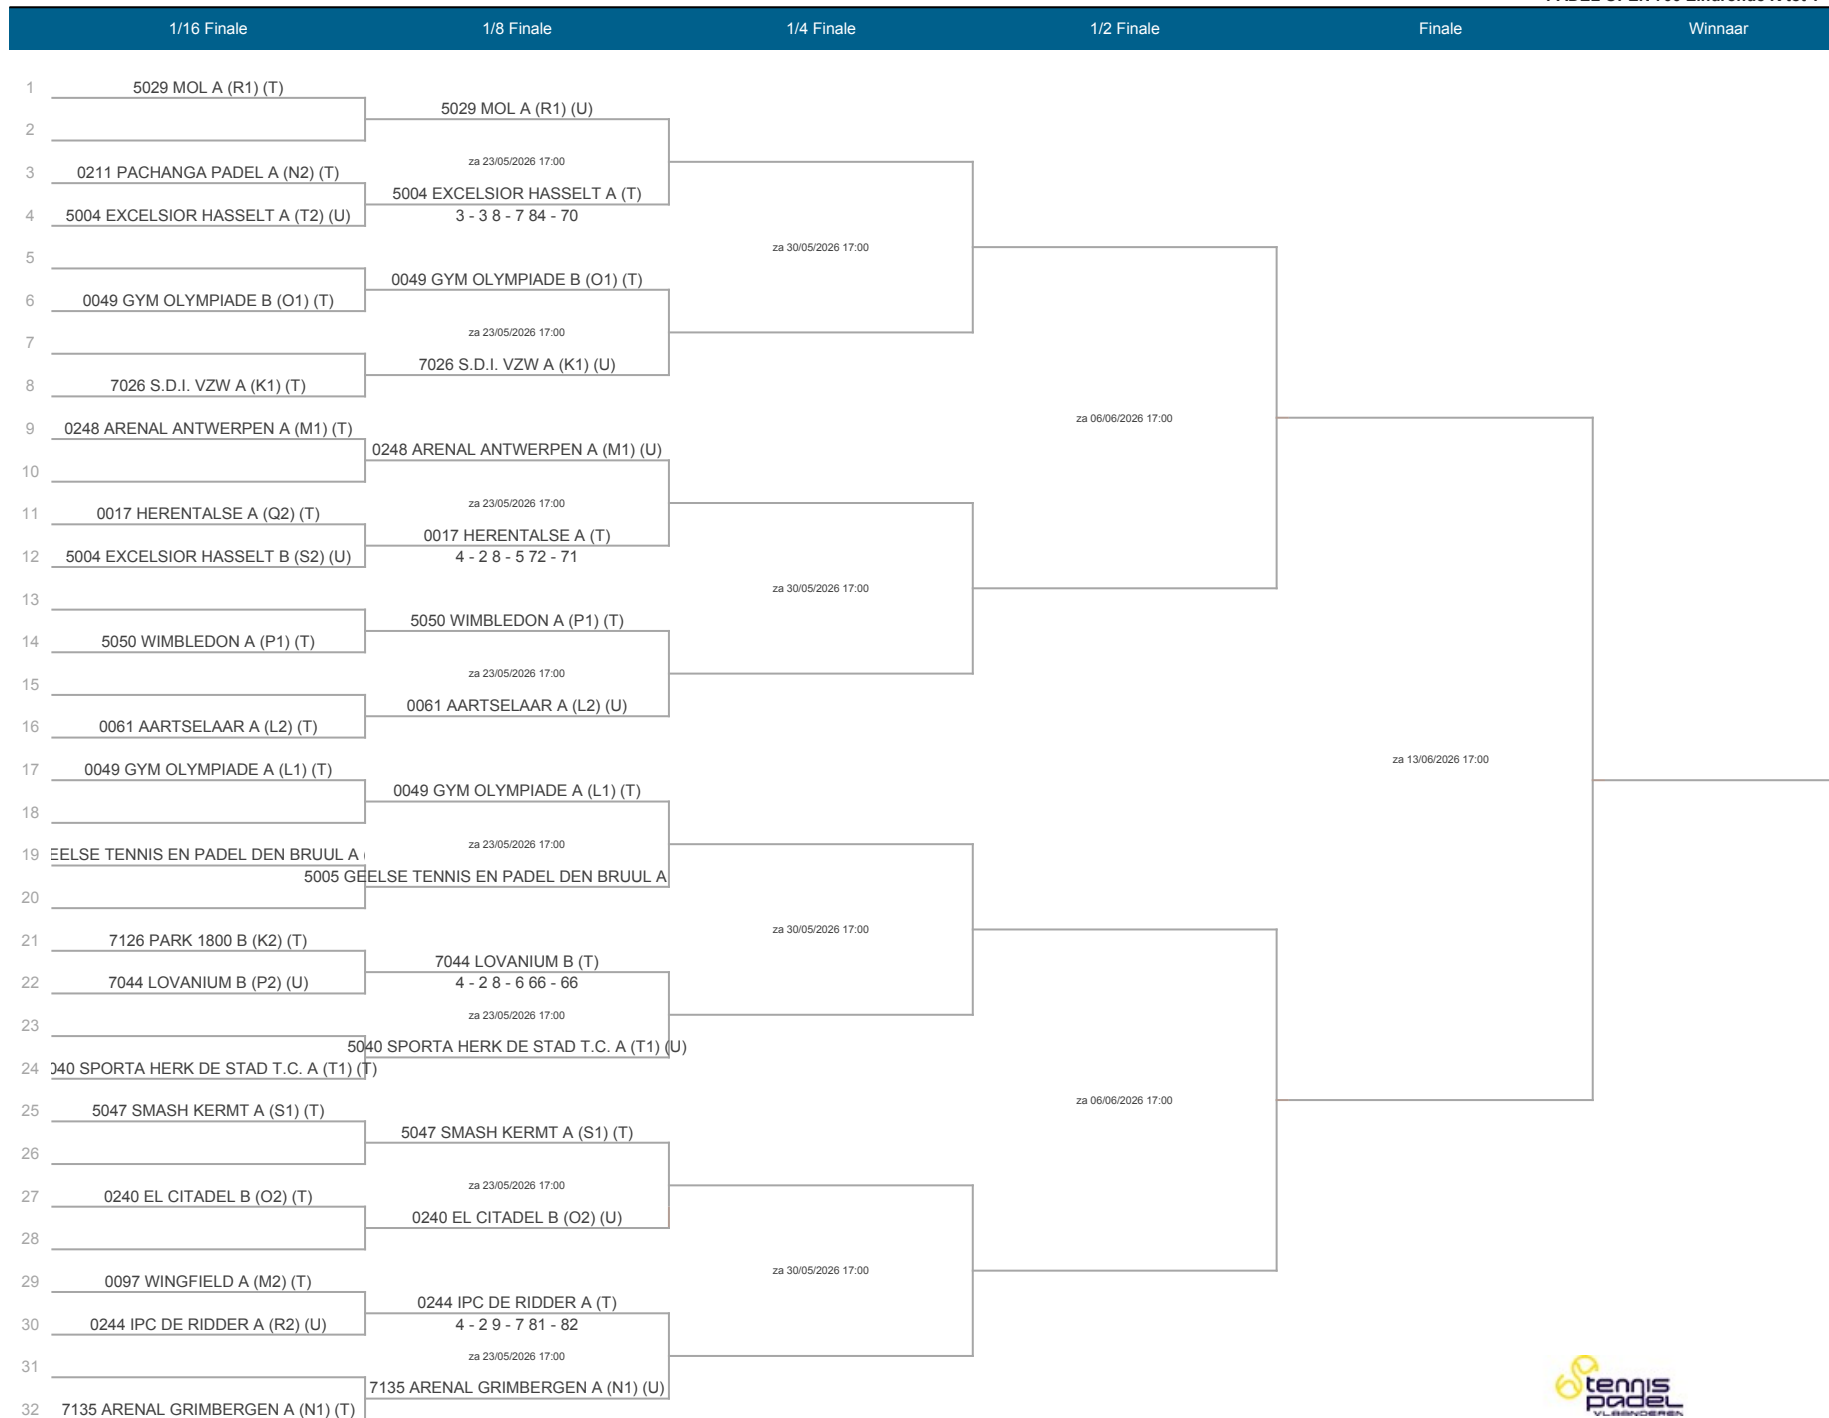 1/16 Finale 1/8 Finale 1/4 Finale 1/2 Finale Finale Winnaar
1 5029 MOL A (R1) (T)
5029 MOL A (R1) (U)
2
za 23/05/2026 17:00
3 0211 PACHANGA PADEL A (N2) (T)
5004 EXCELSIOR HASSELT A (T)
4 5004 EXCELSIOR HASSELT A (T2) (U)
3 - 3 8 - 7 84 - 70
za 30/05/2026 17:00
5
0049 GYM OLYMPIADE B (O1) (T)
6 0049 GYM OLYMPIADE B (O1) (T)
za 23/05/2026 17:00
7
7026 S.D.I. VZW A (K1) (U)
8 7026 S.D.I. VZW A (K1) (T)
za 06/06/2026 17:00
9 0248 ARENAL ANTWERPEN A (M1) (T)
0248 ARENAL ANTWERPEN A (M1) (U)
10
za 23/05/2026 17:00
11 0017 HERENTALSE A (Q2) (T)
0017 HERENTALSE A (T)
12 5004 EXCELSIOR HASSELT B (S2) (U)
4 - 2 8 - 5 72 - 71
za 30/05/2026 17:00
13
5050 WIMBLEDON A (P1) (T)
14 5050 WIMBLEDON A (P1) (T)
za 23/05/2026 17:00
15
0061 AARTSELAAR A (L2) (U)
16 0061 AARTSELAAR A (L2) (T)
za 13/06/2026 17:00
17 0049 GYM OLYMPIADE A (L1) (T)
0049 GYM OLYMPIADE A (L1) (T)
18
za 23/05/2026 17:00
19 EELSE TENNIS EN PADEL DEN BRUUL A (
5005 GEELSE TENNIS EN PADEL DEN BRUUL A
20
za 30/05/2026 17:00
21 7126 PARK 1800 B (K2) (T)
7044 LOVANIUM B (T)
22 7044 LOVANIUM B (P2) (U)
4 - 2 8 - 6 66 - 66
za 23/05/2026 17:00
23
5040 SPORTA HERK DE STAD T.C. A (T1) (U)
24 040 SPORTA HERK DE STAD T.C. A (T1) (T)
za 06/06/2026 17:00
25 5047 SMASH KERMT A (S1) (T)
5047 SMASH KERMT A (S1) (T)
26
za 23/05/2026 17:00
27 0240 EL CITADEL B (O2) (T)
0240 EL CITADEL B (O2) (U)
28
za 30/05/2026 17:00
29 0097 WINGFIELD A (M2) (T)
0244 IPC DE RIDDER A (T)
30 0244 IPC DE RIDDER A (R2) (U)
4 - 2 9 - 7 81 - 82
za 23/05/2026 17:00
31
7135 ARENAL GRIMBERGEN A (N1) (U)
32 7135 ARENAL GRIMBERGEN A (N1) (T)
tennis
padel
VLAANDEREN